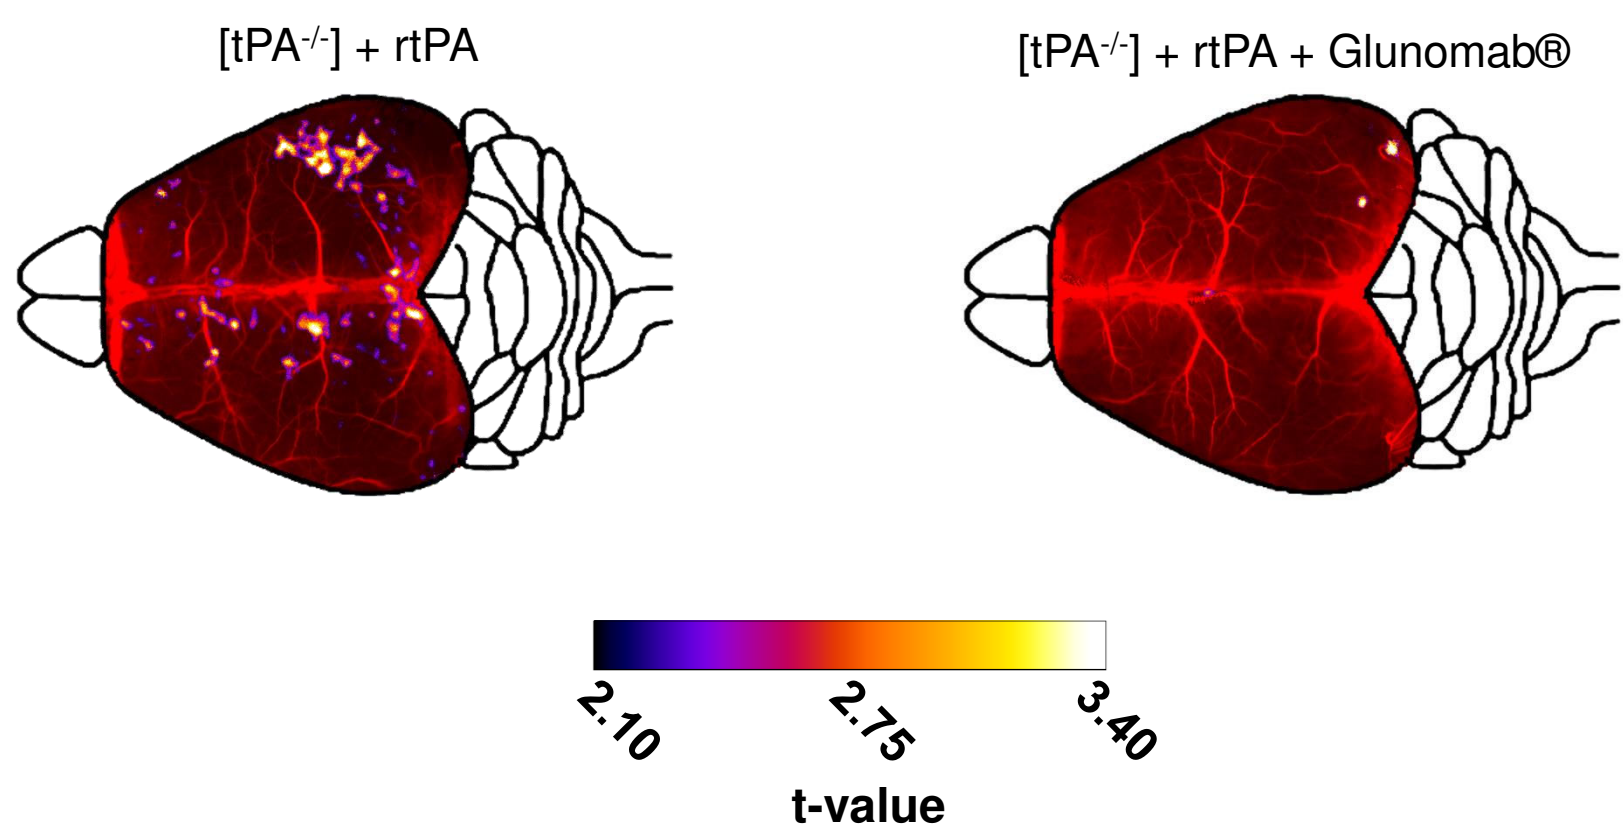 [tPA-/-] + rtPA
[tPA-/-] + rtPA + Glunomab®
2.10
2.75
3.40
t-value